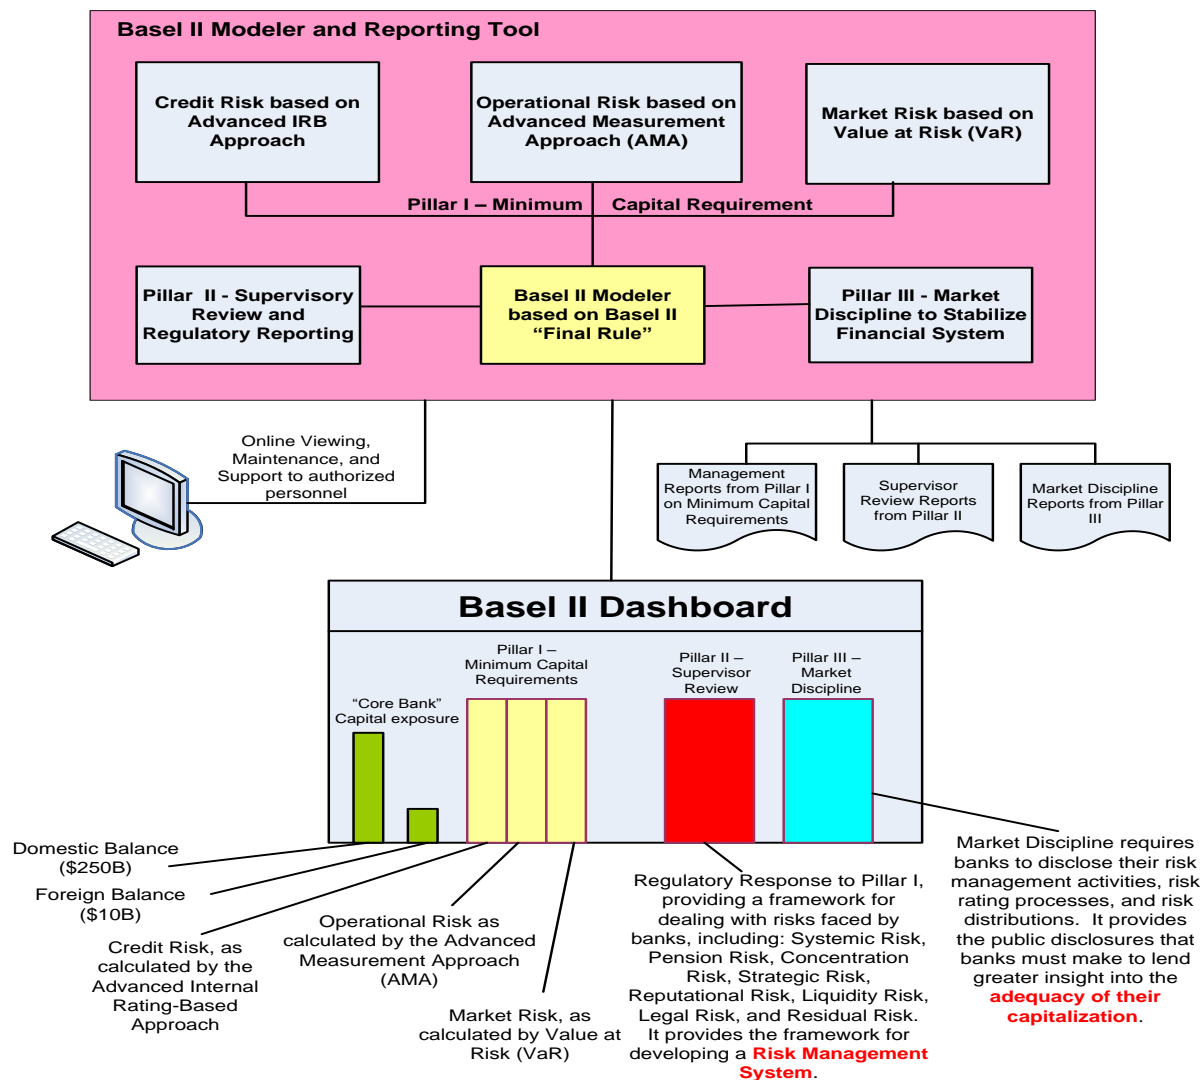 Basel II Modeler and Reporting Tool
Credit Risk based on
Advanced IRB
Approach
Operational Risk based on
Advanced Measurement
Approach (AMA)
Market Risk based on
Value at Risk (VaR)
Pillar I – Minimum Capital Requirement
Pillar II - Supervisory
Review and
Regulatory Reporting
Basel II Modeler
based on Basel II
“Final Rule”
Pillar III - Market
Discipline to Stabilize
Financial System
Online Viewing,
Maintenance, and
Support to authorized
personnel
Management
Reports from Pillar I
on Minimum Capital
Requirements
Supervisor
Review Reports
from Pillar II
Market Discipline
Reports from Pillar
III
Basel II Dashboard
“Core Bank”
Capital exposure
Pillar I –
Minimum Capital
Requirements
Pillar II –
Supervisor
Review
Pillar III –
Market
Discipline
Domestic Balance
($250B)
Foreign Balance
($10B)
Credit Risk, as
calculated by the
Advanced Internal
Rating-Based
Approach
Operational Risk as
calculated by the Advanced
Measurement Approach
(AMA)
Market Risk, as
calculated by Value at
Risk (VaR)
Regulatory Response to Pillar I,
providing a framework for
dealing with risks faced by
banks, including: Systemic Risk,
Pension Risk, Concentration
Risk, Strategic Risk,
Reputational Risk, Liquidity Risk,
Legal Risk, and Residual Risk.
It provides the framework for
developing a Risk Management
System.
Market Discipline requires
banks to disclose their risk
management activities, risk
rating processes, and risk
distributions. It provides
the public disclosures that
banks must make to lend
greater insight into the
adequacy of their
capitalization.